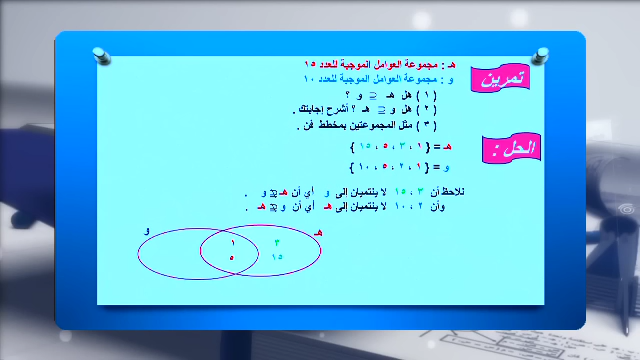 تمرين
هـ : مجموعة العوامل الموجبة للعدد ١٥
و : مجموعة العوامل الموجبة للعدد ١٠
( ١ ) هل هـ ⊆ و ؟
( ٢ ) هل و ⊆ هـ ؟ أشرح إجابتك .
( ٣ ) مثل المجموعتين بمخطط فن .
الحل :
هـ = { ١ ، ٣ ، ٥ ، ١٥ }
و = { ١ ، ٢ ، ٥ ، ١٠ }
نلاحظ أن ٣ ، ١٥ لا ينتميان إلى و أي أن هـ ⊈ و .
وأن ٢ ، ١٠ لا ينتميان إلى هـ أي أن و ⊈ هـ .
هـ و
٣ ١
١٥ ٥